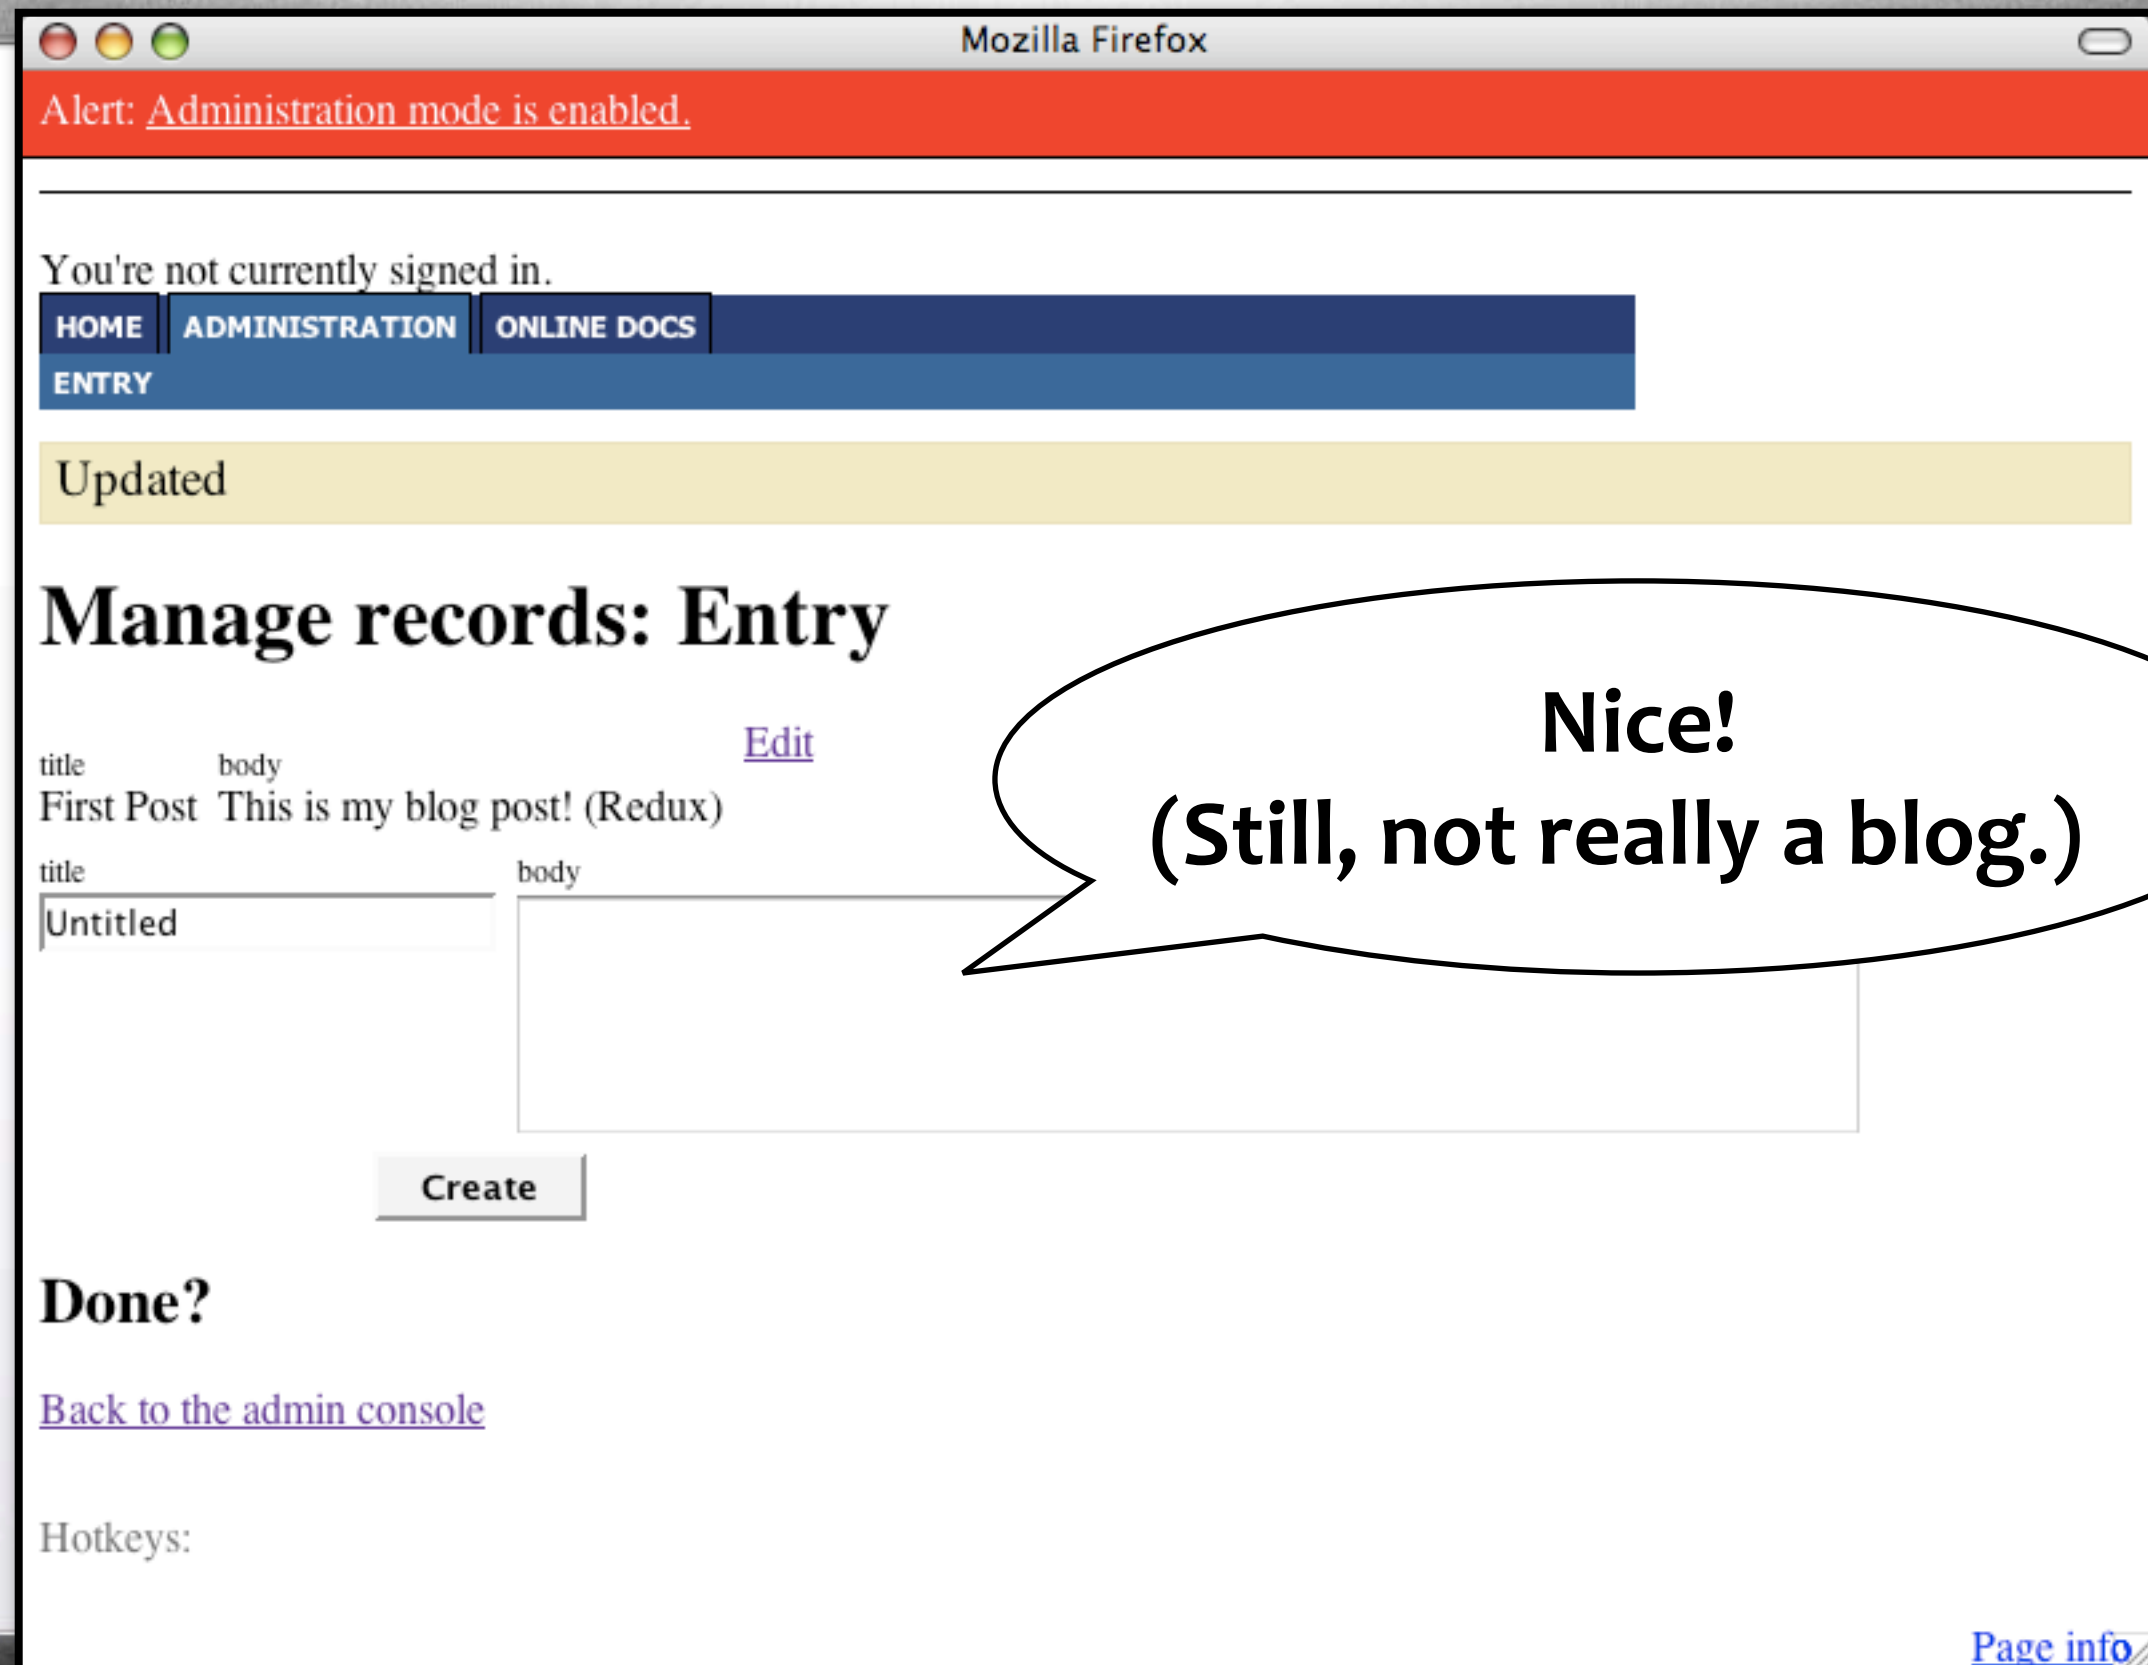 Mozilla Firefox
Alert: Administration mode is enabled.
You're not currently signed in.
HOME ADMINISTRATION ONLINE DOCS
ENTRY
Updated
Manage records: Entry
Edit
title body
First Post This is my blog post! (Redux)
title body
Untitled
Nice!
(Still, not really a blog.)
Create
Done?
Back to the admin console
Hotkeys:
Page info